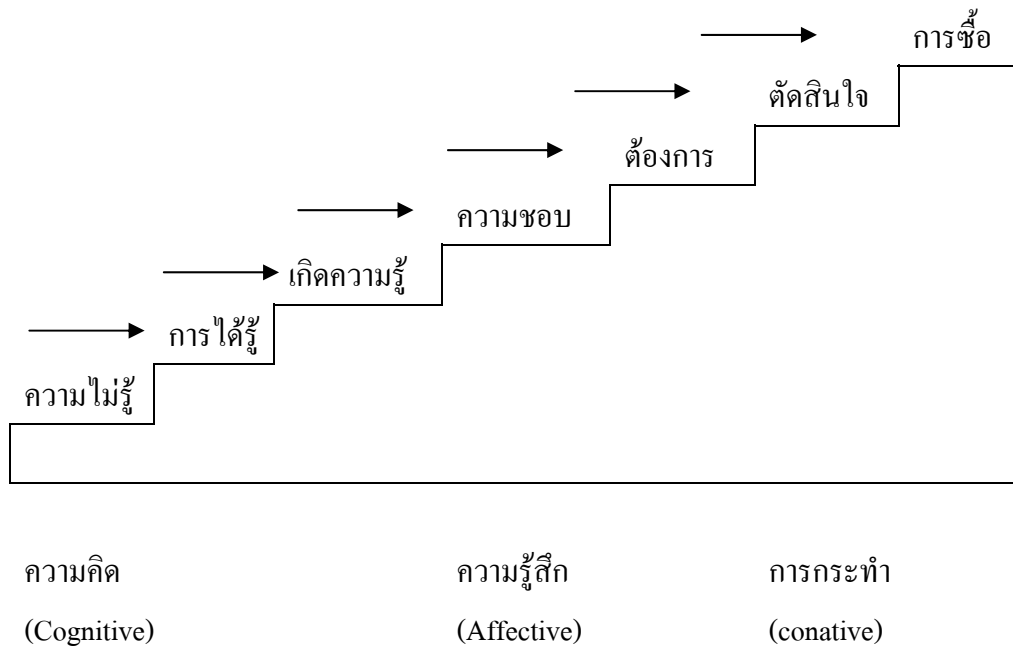 การซื้อ
ตัดสินใจ
ต้องการ
ความชอบ
เกิดความรู้
การได้รู้
ความไม่รู้
ความคิด ความรู้สึก การกระทำ
(Cognitive) (Affective) (conative)